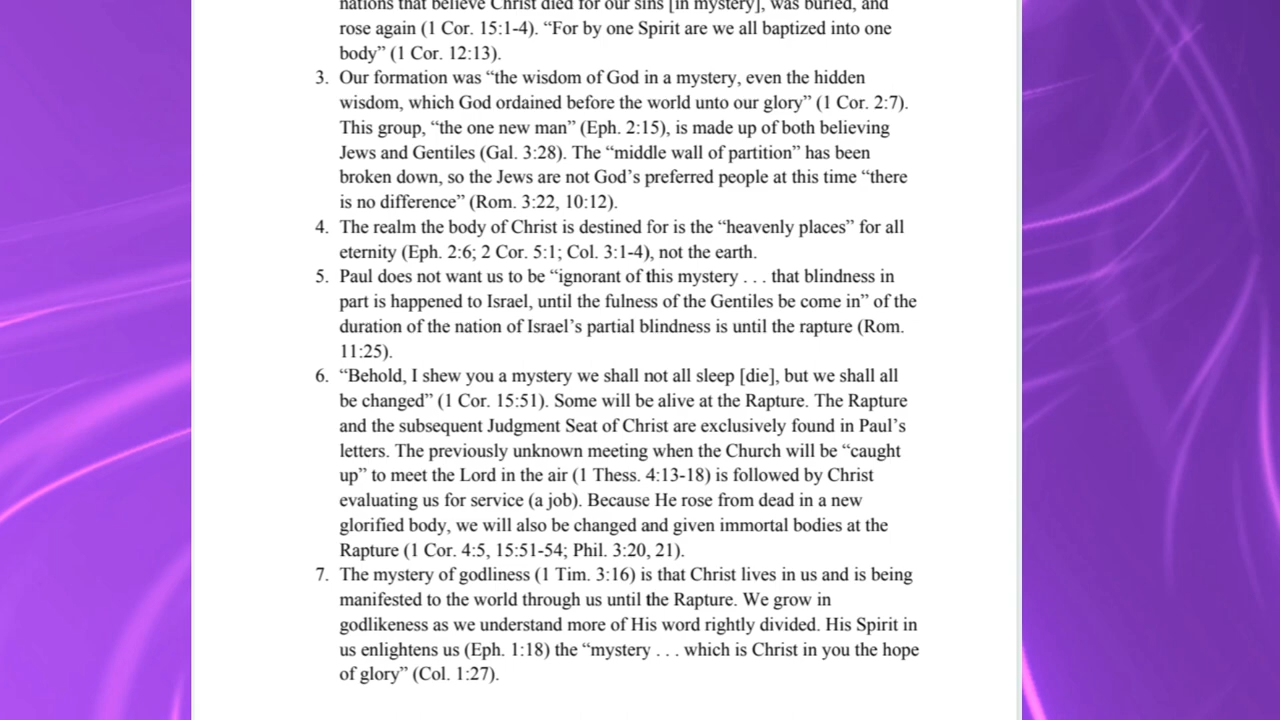 nations that believe Christ died for our sins [in mystery], was buried, and
rose again (1 Cor. 15:1-4). “For by one Spirit are we all baptized into one
body” (1 Cor. 12:13).
3. Our formation was “the wisdom of God in a mystery, even the hidden
wisdom, which God ordained before the world unto our glory” (1 Cor. 2:7).
This group, “the one new man” (Eph. 2:15), is made up of both believing
Jews and Gentiles (Gal. 3:28). The “middle wall of partition” has been
broken down, so the Jews are not God’s preferred people at this time “there
is no difference” (Rom. 3:22, 10:12).
4. The realm the body of Christ is destined for is the “heavenly places” for all
eternity (Eph. 2:6; 2 Cor. 5:1; Col. 3:1-4), not the earth.
5. Paul does not want us to be “ignorant of this mystery . . . that blindness in
part is happened to Israel, until the fulness of the Gentiles be come in” of the
duration of the nation of Israel’s partial blindness is until the rapture (Rom.
11:25).
6. “Behold, I shew you a mystery we shall not all sleep [die], but we shall all
be changed” (1 Cor. 15:51). Some will be alive at the Rapture. The Rapture
and the subsequent Judgment Seat of Christ are exclusively found in Paul’s
letters. The previously unknown meeting when the Church will be “caught
up” to meet the Lord in the air (1 Thess. 4:13-18) is followed by Christ
evaluating us for service (a job). Because He rose from dead in a new
glorified body, we will also be changed and given immortal bodies at the
Rapture (1 Cor. 4:5, 15:51-54; Phil. 3:20, 21).
7. The mystery of godliness (1 Tim. 3:16) is that Christ lives in us and is being
manifested to the world through us until the Rapture. We grow in
godlikeness as we understand more of His word rightly divided. His Spirit in
us enlightens us (Eph. 1:18) the “mystery . . . which is Christ in you the hope
of glory” (Col. 1:27).